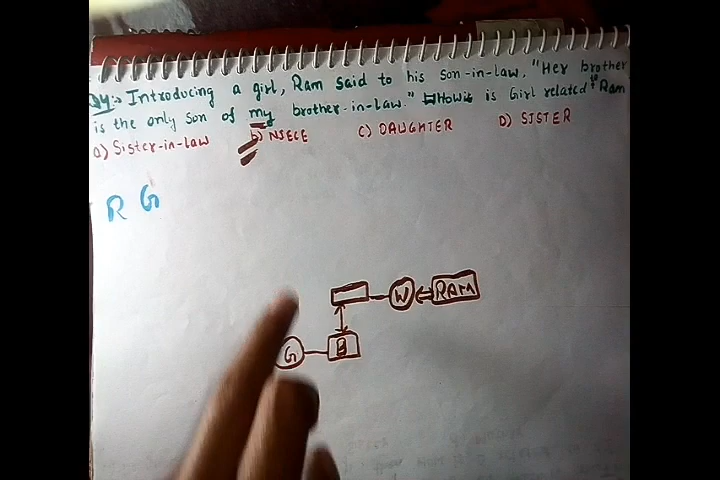 Q4:→ Introducing a girl, Ram said to his son-in-law, "Her brother
is the only son of my brother-in-law." How is Girl related to Ram
a) Sister-in-law b) NSECE C) DAUGHTER D) SISTER
R G
W RAM
G B